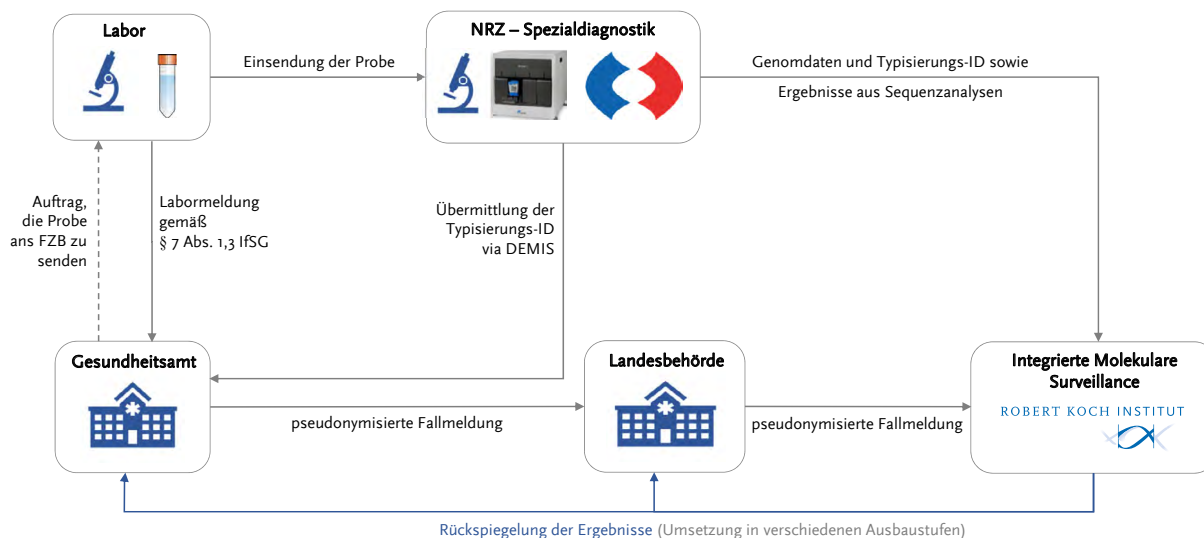 Labor
NRZ – Spezialdiagnostik
Einsendung der Probe
Genomdaten und Typisierungs-ID sowie
Ergebnisse aus Sequenzanalysen
Auftrag,
die Probe
ans FZB zu
senden
Labormeldung
gemäß
§ 7 Abs. 1,3 IfSG
Übermittlung der
Typisierungs-ID
via DEMIS
Gesundheitsamt
pseudonymisierte Fallmeldung
Landesbehörde
pseudonymisierte Fallmeldung
Integrierte Molekulare
Surveillance
ROBERT KOCH INSTITUT
Rückspiegelung der Ergebnisse (Umsetzung in verschiedenen Ausbaustufen)